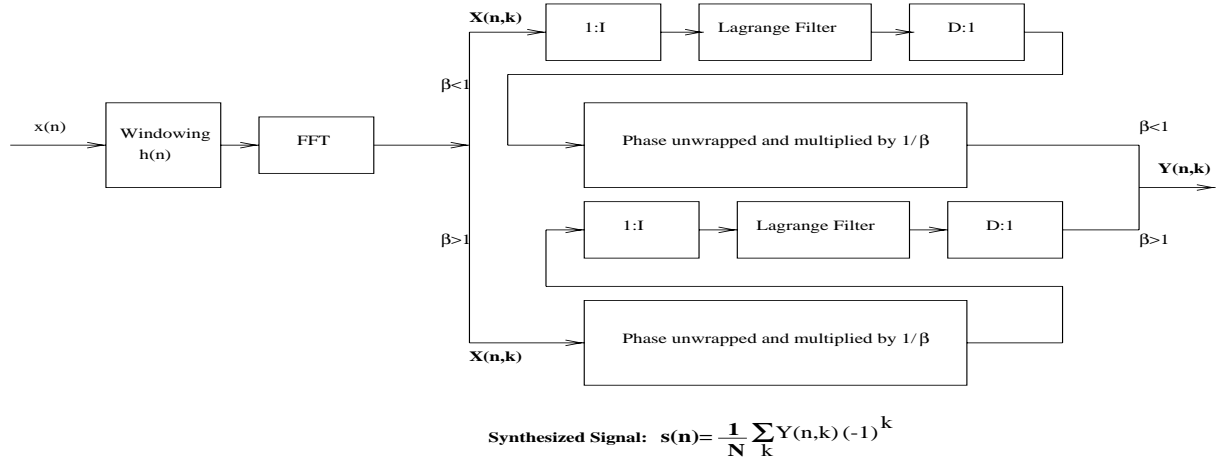 X(n,k)
1:I
Lagrange Filter
D:1
β<1
x(n)
Windowing
h(n)
FFT
Phase unwrapped and multiplied by 1/β
β<1
Y(n,k)
β>1
1:I
Lagrange Filter
D:1
β>1
Phase unwrapped and multiplied by 1/β
X(n,k)
Synthesized Signal: s(n)= 1/N ∑k Y(n,k) (-1)^k